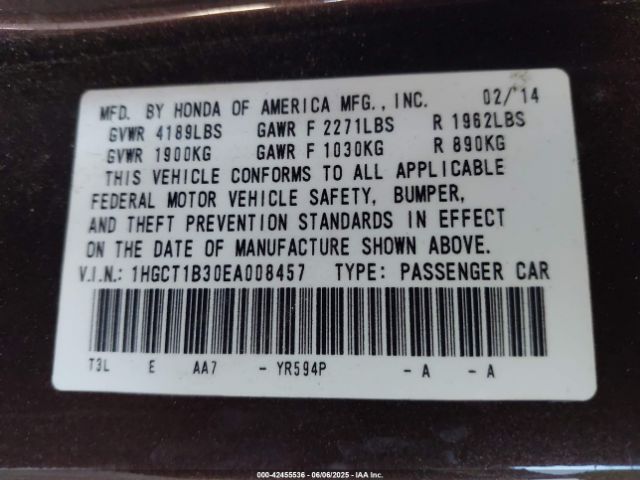 MFD. BY HONDA OF AMERICA MFG., INC. 02/'14
GVWR 4189LBS GAWR F 2271LBS R 1962LBS
GVWR 1900KG GAWR F 1030KG R 890KG
THIS VEHICLE CONFORMS TO ALL APPLICABLE
FEDERAL MOTOR VEHICLE SAFETY, BUMPER,
AND THEFT PREVENTION STANDARDS IN EFFECT
ON THE DATE OF MANUFACTURE SHOWN ABOVE.
V.I.N.: 1HGCT1B30EA008457 TYPE: PASSENGER CAR
T3L E AA7 - YR594P - A - A
000-42455536 - 06/06/2025 - IAA Inc.